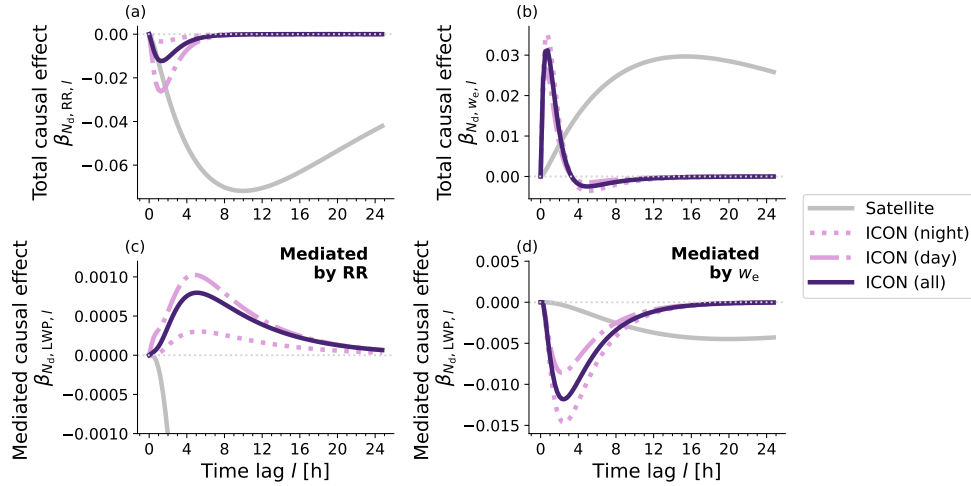 (a)
Total causal effect
β_{N_d, RR, l}
0.00
−0.02
−0.04
−0.06
0 4 8 12 16 20 24
(b)
Total causal effect
β_{N_d, w_e, l}
0.03
0.02
0.01
0.00
0 4 8 12 16 20 24
Satellite
ICON (night)
ICON (day)
ICON (all)
(c)
Mediated
by RR
Mediated causal effect
β_{N_d, LWP, l}
0.0010
0.0005
0.0000
−0.0005
−0.0010
0 4 8 12 16 20 24
Time lag l [h]
(d)
Mediated
by w_e
Mediated causal effect
β_{N_d, LWP, l}
0.005
0.000
−0.005
−0.010
−0.015
0 4 8 12 16 20 24
Time lag l [h]